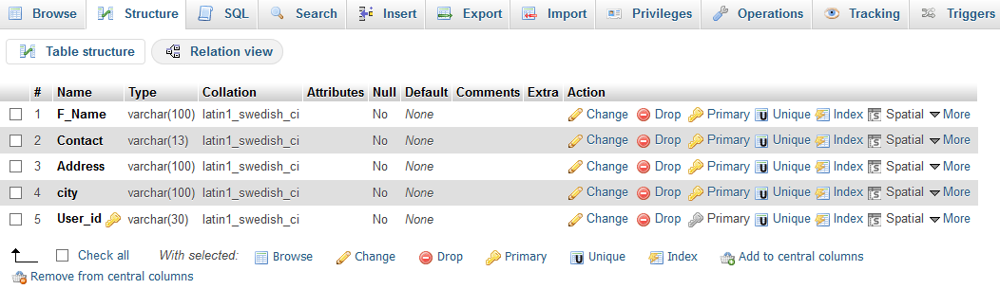 Browse Structure SQL Search Insert Export Import Privileges Operations Tracking Triggers
Table structure Relation view
# Name Type Collation Attributes Null Default Comments Extra Action
1 F_Name varchar(100) latin1_swedish_ci No None Change Drop Primary Unique Index Spatial More
2 Contact varchar(13) latin1_swedish_ci No None Change Drop Primary Unique Index Spatial More
3 Address varchar(100) latin1_swedish_ci No None Change Drop Primary Unique Index Spatial More
4 city varchar(100) latin1_swedish_ci No None Change Drop Primary Unique Index Spatial More
5 User_id varchar(30) latin1_swedish_ci No None Change Drop Primary Unique Index Spatial More
Check all With selected: Browse Change Drop Primary Unique Index Add to central columns
Remove from central columns